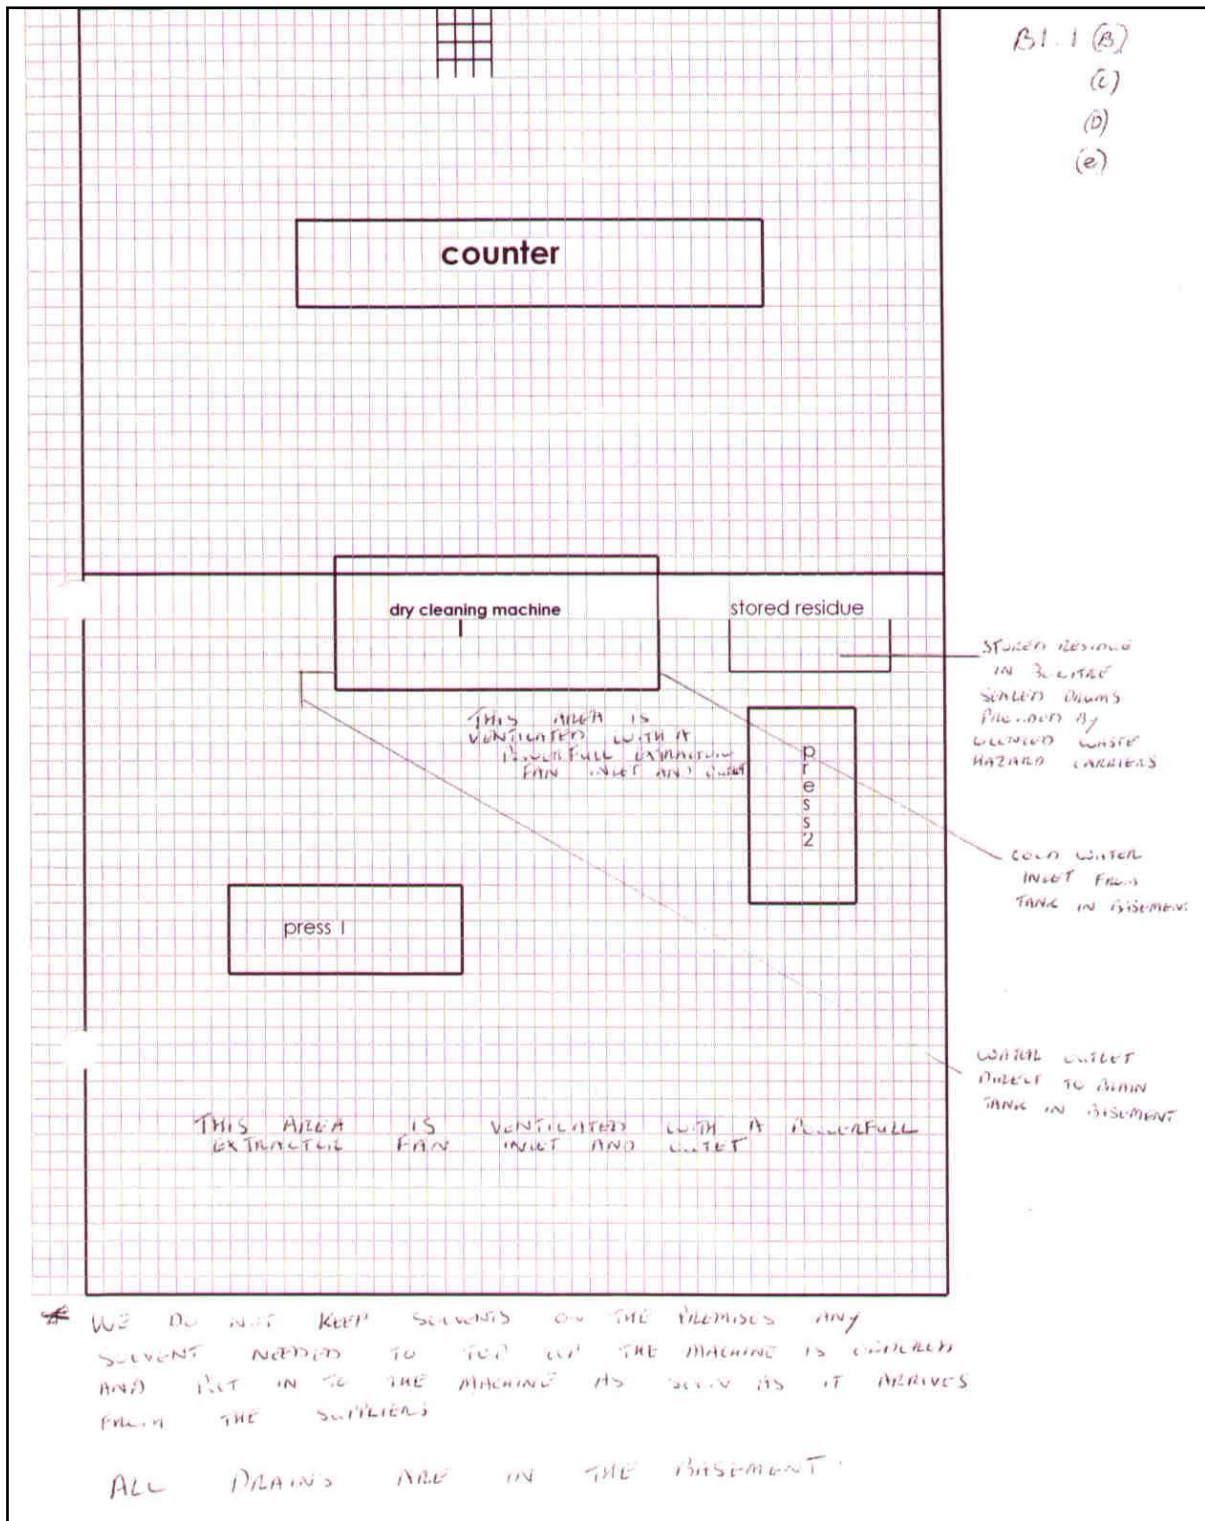 B1.1 (B)
(C)
(D)
(e)
counter
dry cleaning machine
stored residue
STORED RESIDUE
IN LITRE
SEALED DRUMS
PROVIDED BY
LICENCED WASTE
HAZARD CARRIERS
THIS AREA IS
VENTILATED WITH A
POWERFULL EXTRACTOR
FAN INLET AND OUTLET
press2
COLD WATER
INLET FROM
TANK IN BASEMENT
press 1
WATER OUTLET
DIRECT TO DRAIN
TANK IN BASEMENT
THIS AREA IS VENTILATED WITH A POWERFULL
EXTRACTOR FAN INLET AND OUTET
* WE DO NOT KEEP SOLVENTS ON THE PREMISES ANY
SOLVENT NEEDED TO TOP UP THE MACHINE IS ORDERED
AND PUT IN TO THE MACHINE AS SOON AS IT ARRIVES
FROM THE SUPPLIERS
ALL DRAINS ARE IN THE BASEMENT.